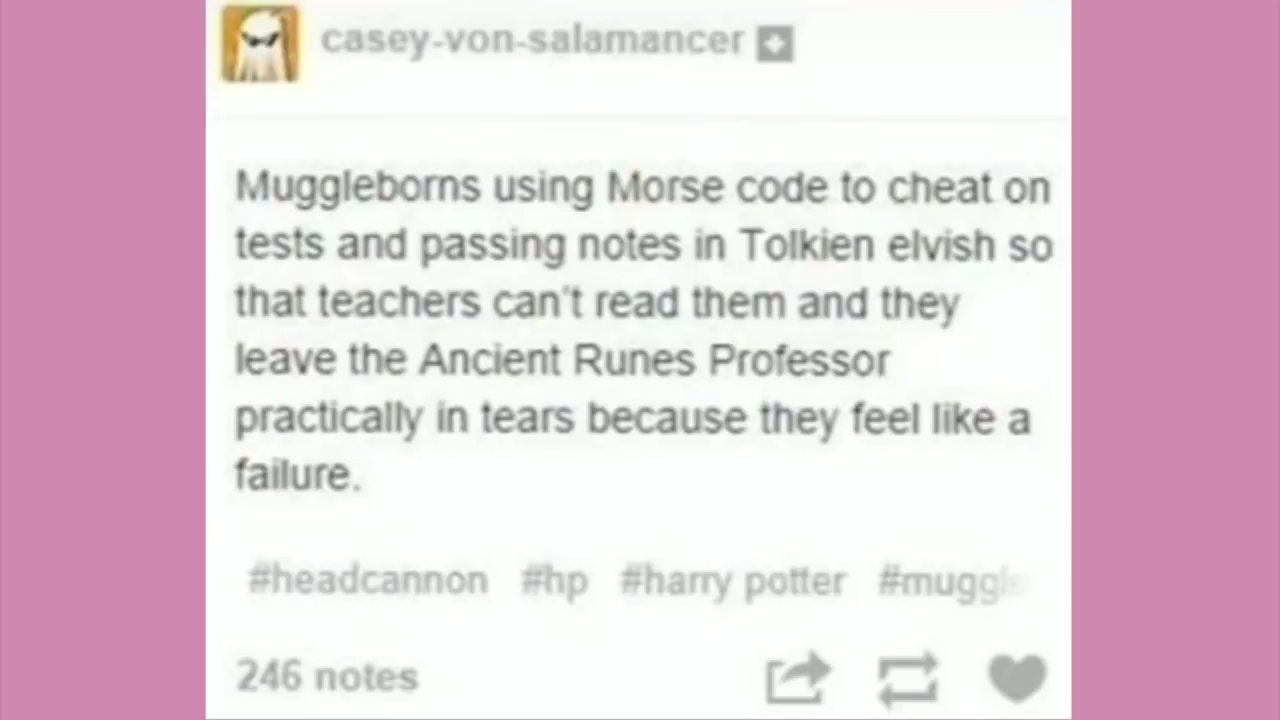 casey-von-salamancer
Muggleborns using Morse code to cheat on
tests and passing notes in Tolkien elvish so
that teachers can't read them and they
leave the Ancient Runes Professor
practically in tears because they feel like a
failure.
#headcannon #hp #harry potter #muggl
246 notes